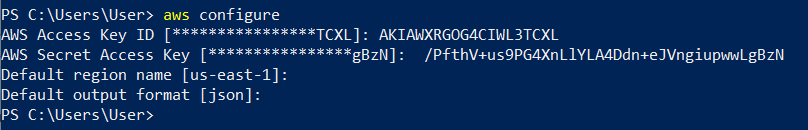 PS C:\Users\User> aws configure
AWS Access Key ID [****************TCXL]: AKIAWXRGOG4CIWL3TCXL
AWS Secret Access Key [****************gBzN]:  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
Default region name [us-east-1]:
Default output format [json]:
PS C:\Users\User>